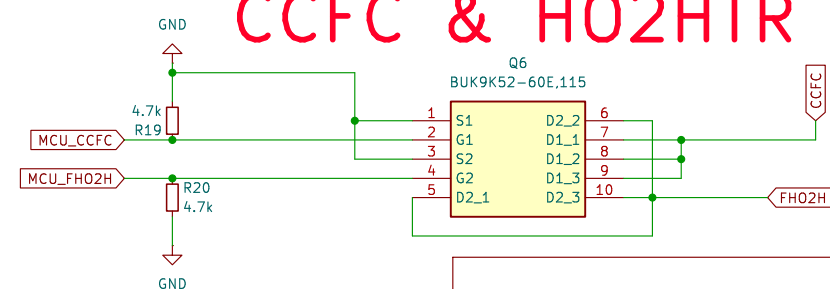 CCFC & HO2HTR
GND
Q6
BUK9K52-60E,115
CCFC
4.7k
R19
MCU_CCFC
MCU_FHO2H
R20
4.7k
GND
1 S1 D2_2 6
2 G1 D1_1 7
3 S2 D1_2 8
4 G2 D1_3 9
5 D2_1 D2_3 10
FHO2H